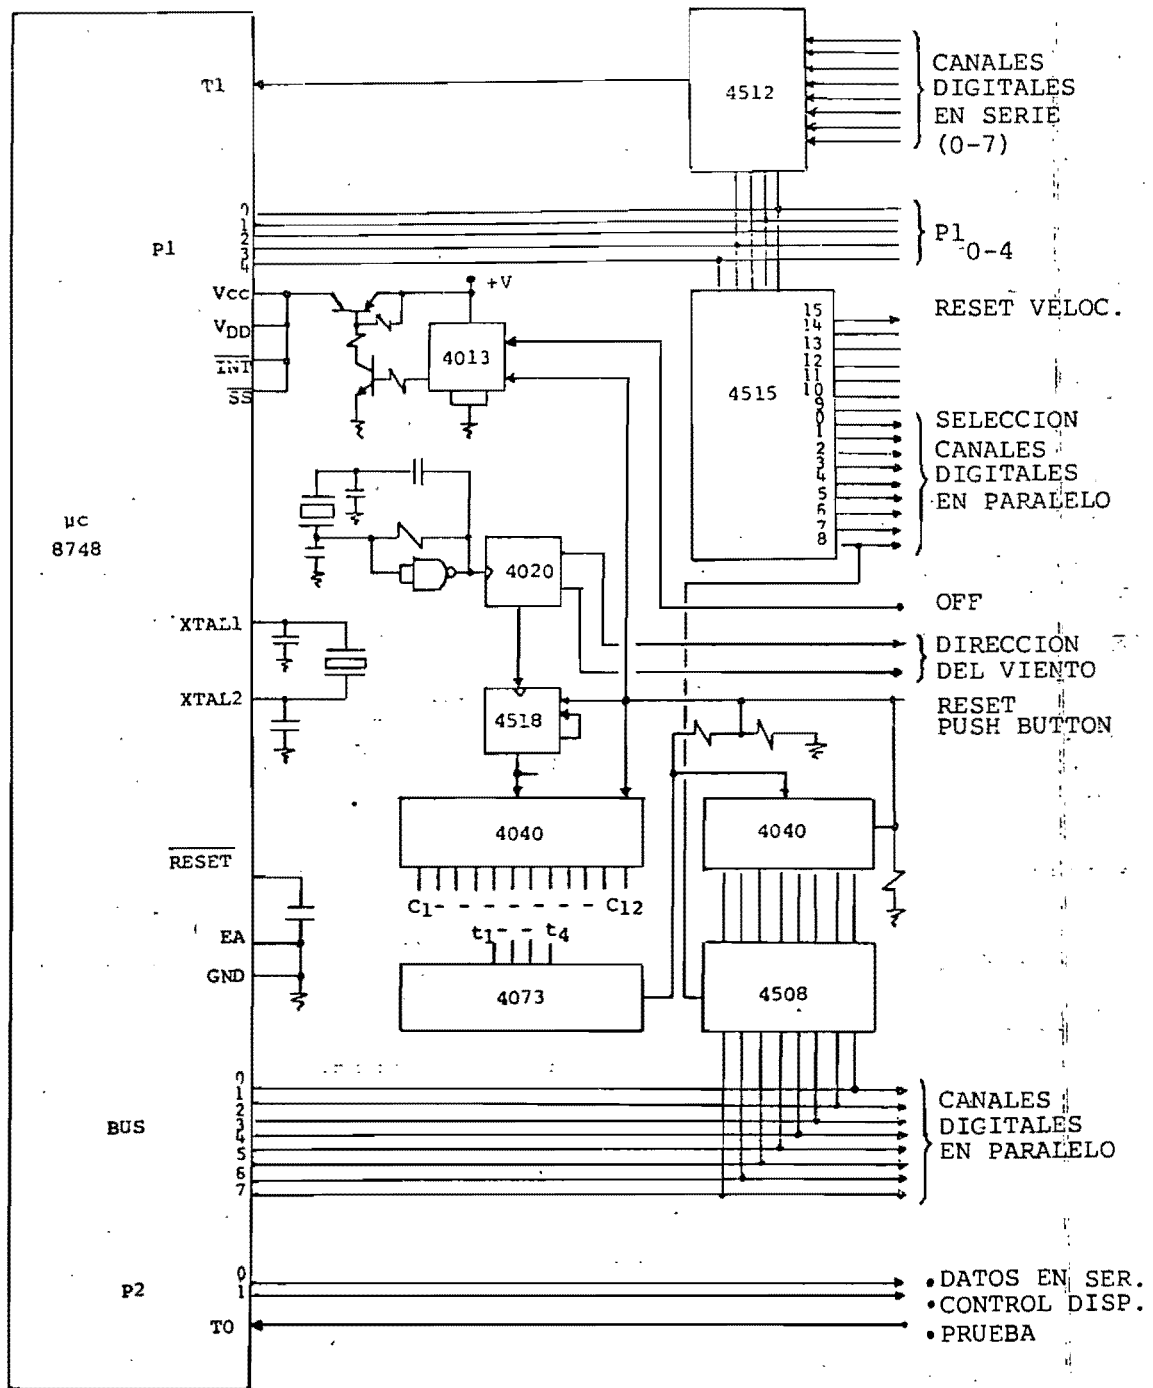 T1
4512
CANALES
DIGITALES
EN SERIE
(0-7)
P1
0
1
2
3
4
P1 0-4
Vcc
VDD
INT
SS
+V
4013
4515
15
14
13
12
11
10
9
0
1
2
3
4
5
6
7
8
RESET VELOC.
SELECCION
CANALES
DIGITALES
EN PARALELO
µc
8748
4020
OFF
DIRECCION
DEL VIENTO
XTAL1
XTAL2
4518
RESET
PUSH BUTTON
4040
4040
RESET
C1- - - - - - - C12
t1- - t4
EA
GND
4073
4508
BUS
0
1
2
3
4
5
6
7
CANALES
DIGITALES
EN PARALELO
P2
0
1
T0
•DATOS EN SER.
•CONTROL DISP.
•PRUEBA